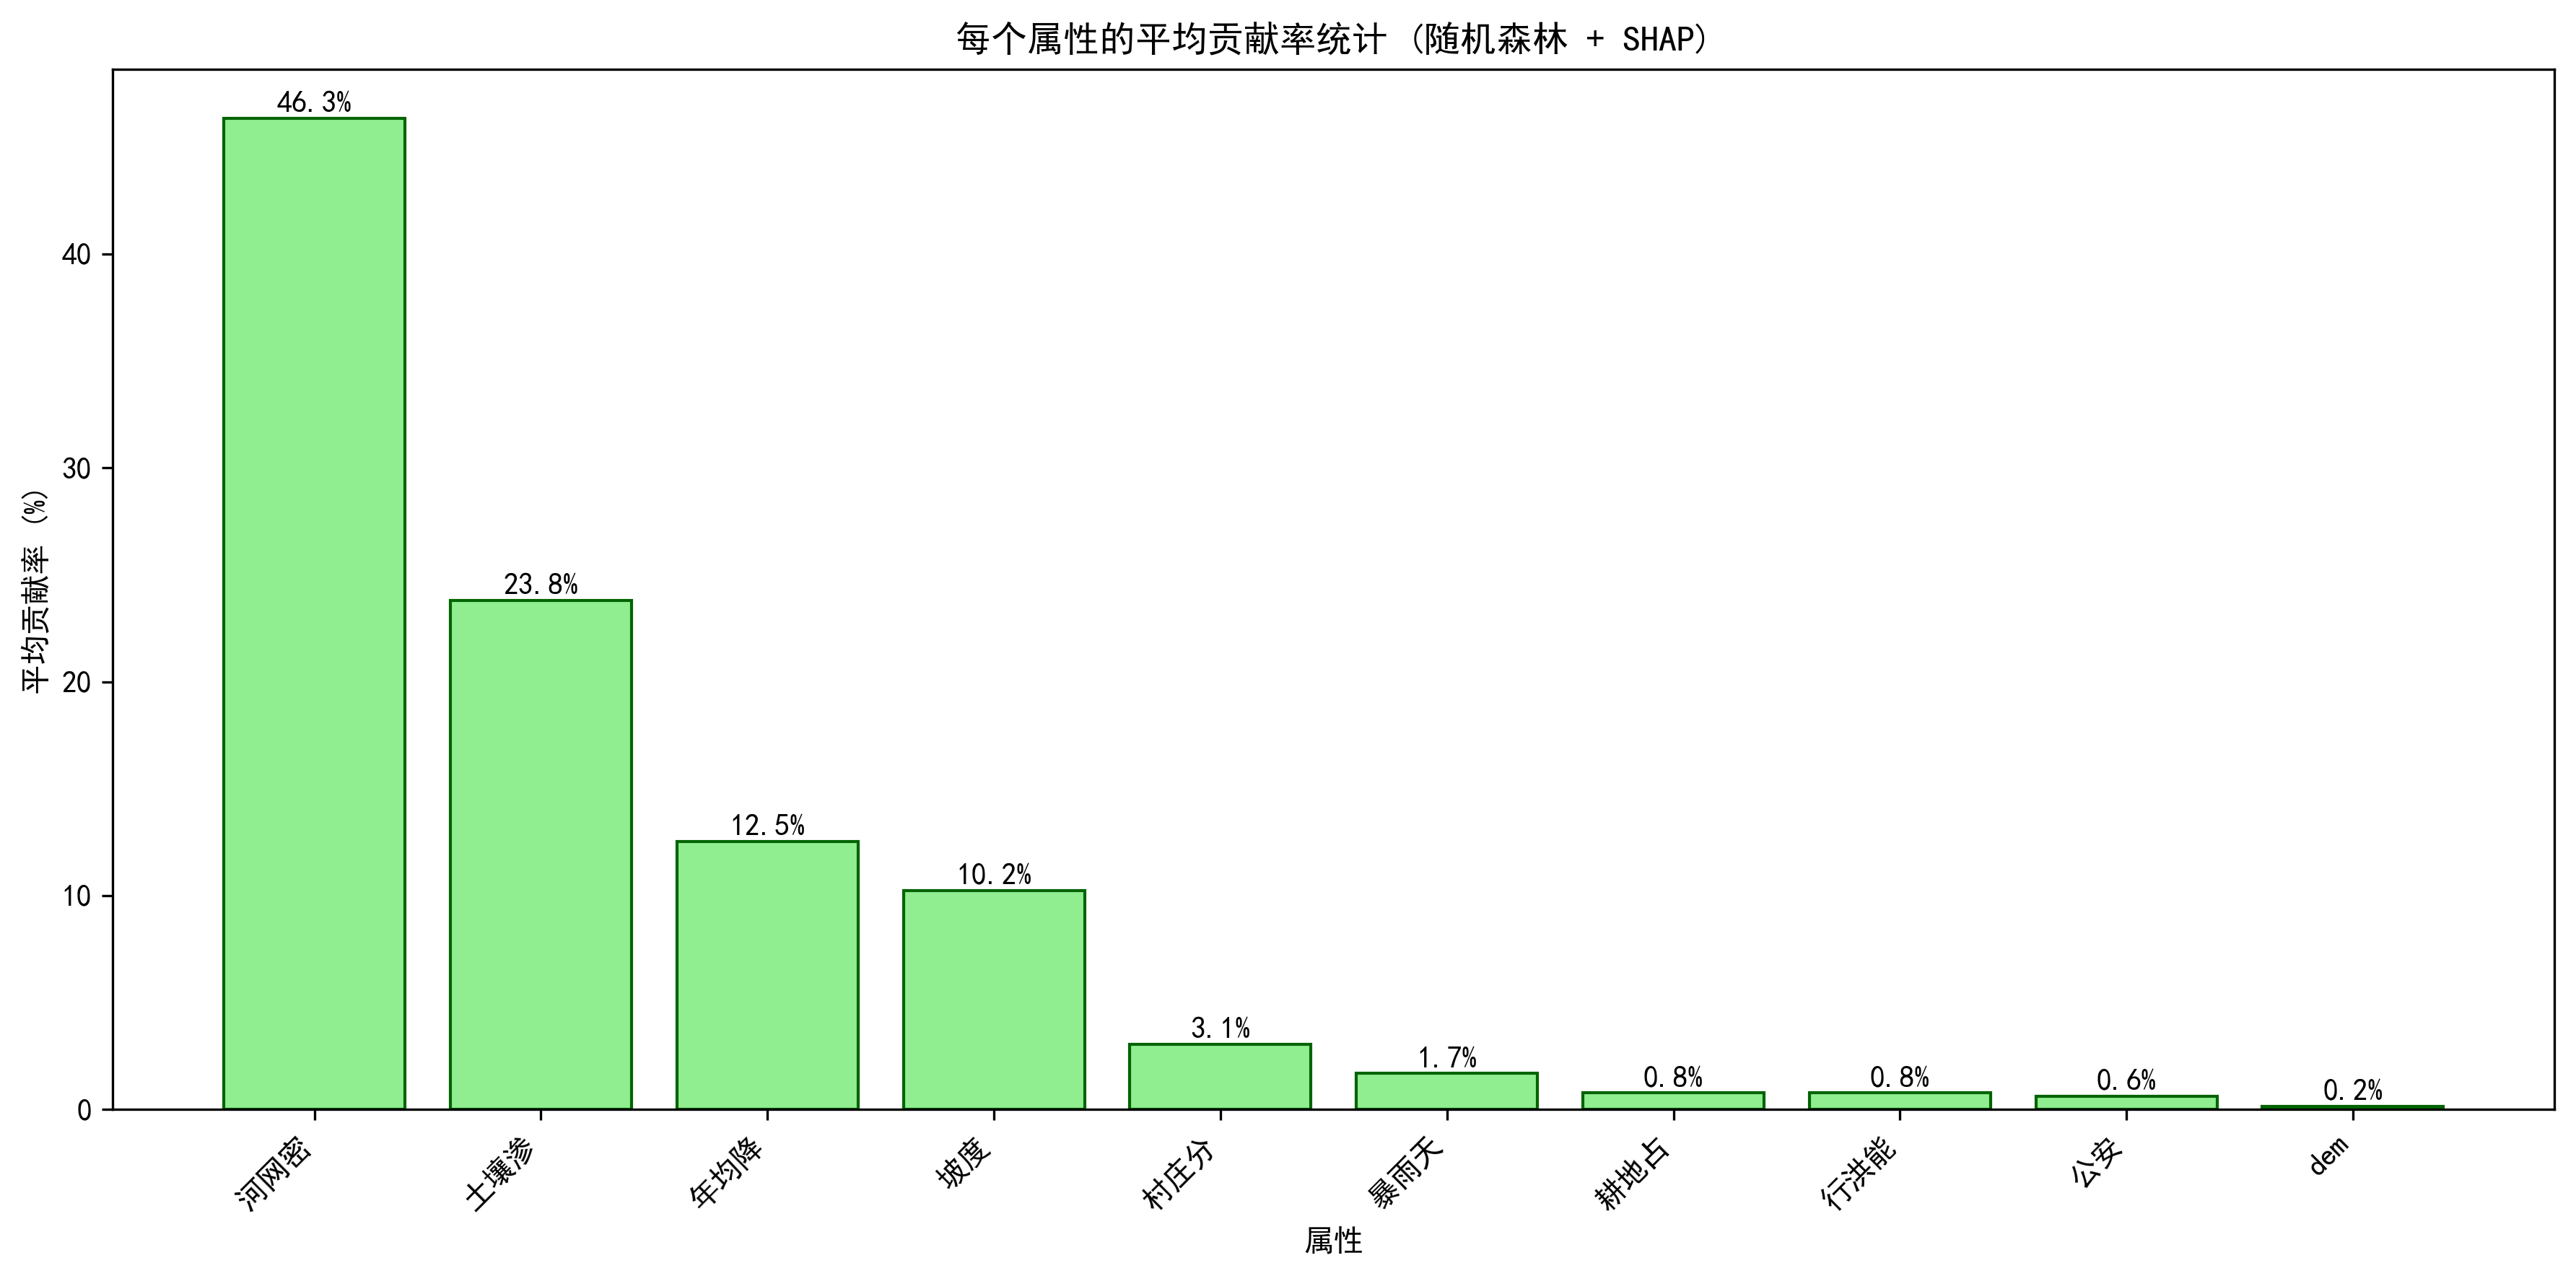 每个属性的平均贡献率统计 (随机森林 + SHAP)
平均贡献率 (%)
40
30
20
10
0
46.3%
23.8%
12.5%
10.2%
3.1%
1.7%
0.8%
0.8%
0.6%
0.2%
河网密
土壤渗
年均降
坡度
村庄分
暴雨天
耕地占
行洪能
公安
dem
属性